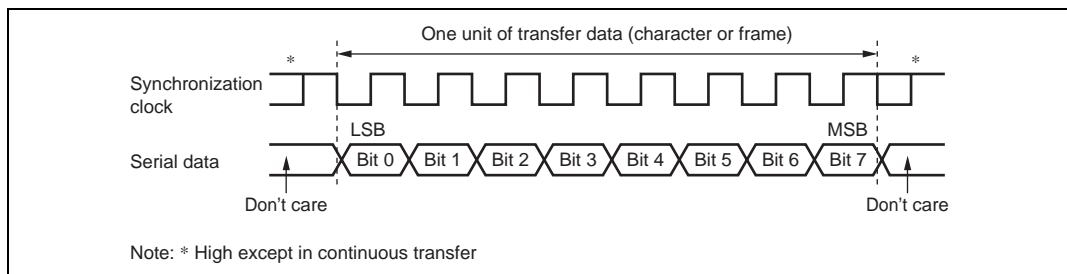 One unit of transfer data (character or frame)
* *
Synchronization
clock
LSB MSB
Serial data Bit 0 Bit 1 Bit 2 Bit 3 Bit 4 Bit 5 Bit 6 Bit 7
Don't care Don't care
Note: * High except in continuous transfer